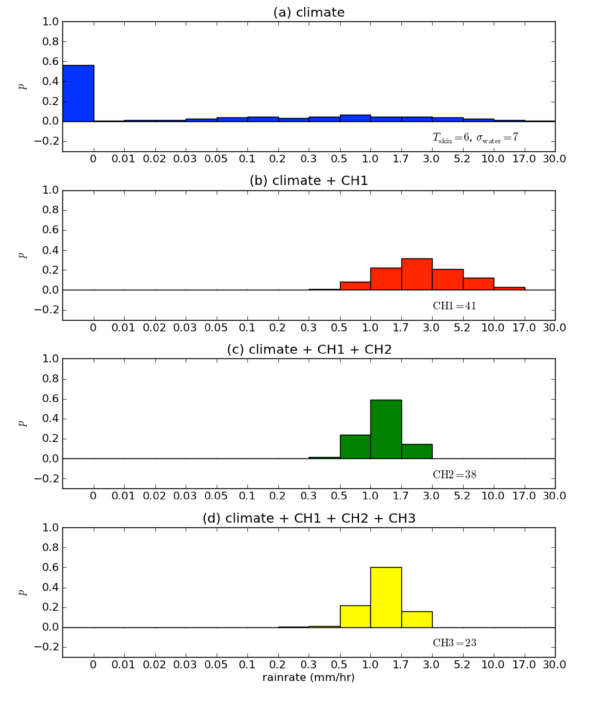 (a) climate
1.0
0.8
0.6
0.4
0.2
0.0
−0.2
p
T_skin=6, σ_water=7
0 0.01 0.02 0.03 0.05 0.1 0.2 0.3 0.5 1.0 1.7 3.0 5.2 10.0 17.0 30.0
(b) climate + CH1
1.0
0.8
0.6
0.4
0.2
0.0
−0.2
p
CH1=41
0 0.01 0.02 0.03 0.05 0.1 0.2 0.3 0.5 1.0 1.7 3.0 5.2 10.0 17.0 30.0
(c) climate + CH1 + CH2
1.0
0.8
0.6
0.4
0.2
0.0
−0.2
p
CH2=38
0 0.01 0.02 0.03 0.05 0.1 0.2 0.3 0.5 1.0 1.7 3.0 5.2 10.0 17.0 30.0
(d) climate + CH1 + CH2 + CH3
1.0
0.8
0.6
0.4
0.2
0.0
−0.2
p
CH3=23
0 0.01 0.02 0.03 0.05 0.1 0.2 0.3 0.5 1.0 1.7 3.0 5.2 10.0 17.0 30.0
rainrate (mm/hr)